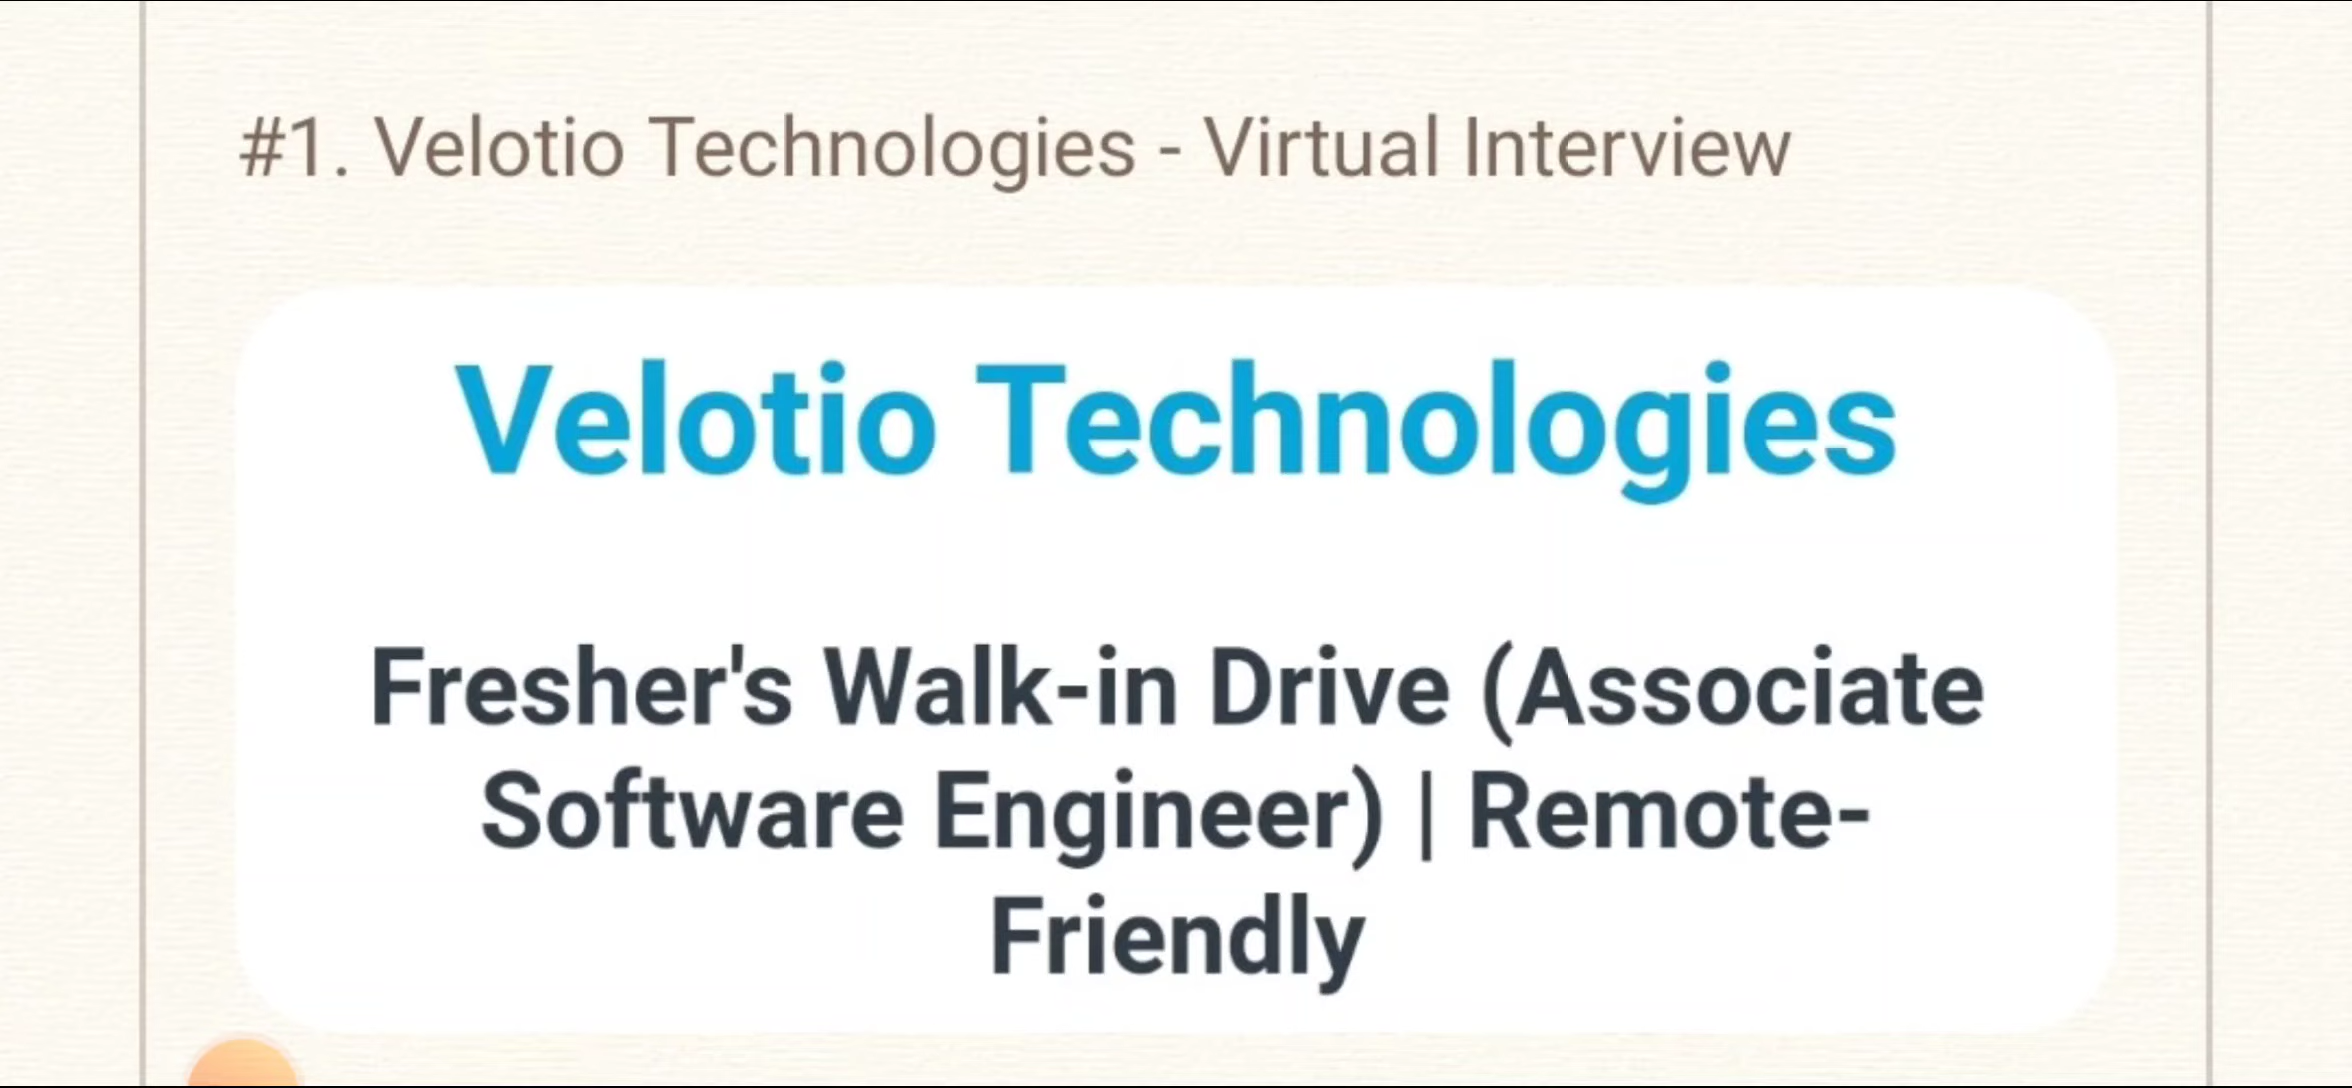 #1. Velotio Technologies - Virtual Interview
Velotio Technologies
Fresher's Walk-in Drive (Associate
Software Engineer) | Remote-
Friendly